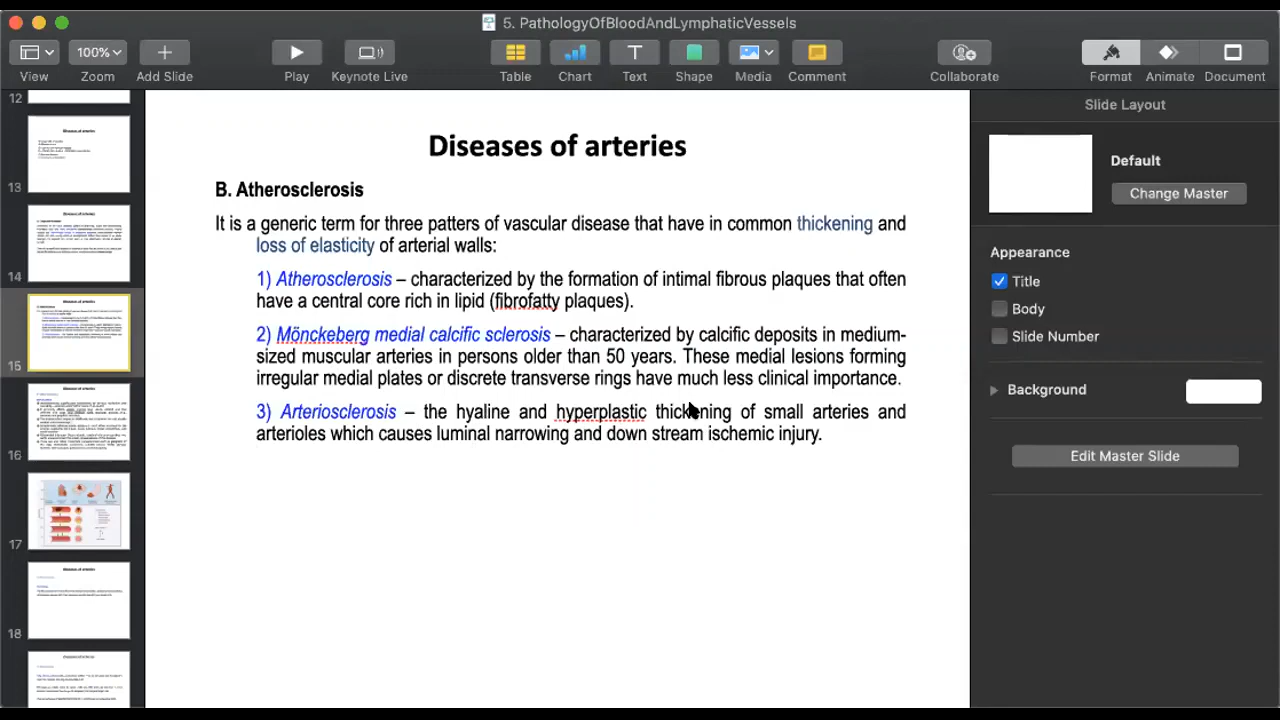 5. PathologyOfBloodAndLymphaticVessels
100%
View
Zoom
Add Slide
Play
Keynote Live
Table
Chart
Text
Shape
Media
Comment
Collaborate
Format
Animate
Document
12
13
14
15
16
17
18
Diseases of arteries
B. Atherosclerosis
It is a generic term for three patters of vascular disease that have in common thickening and
loss of elasticity of arterial walls:
1) Atherosclerosis – characterized by the formation of intimal fibrous plaques that often
have a central core rich in lipid (fibrofatty plaques).
2) Mönckeberg medial calcific sclerosis – characterized by calcific deposits in medium-
sized muscular arteries in persons older than 50 years. These medial lesions forming
irregular medial plates or discrete transverse rings have much less clinical importance.
3) Arteriosclerosis – the hyaline and hyperplastic thickening of small arteries and
arterioles which causes luminal narrowing and down stream ischemic injury.
Slide Layout
Default
Change Master
Appearance
Title
Body
Slide Number
Background
Edit Master Slide